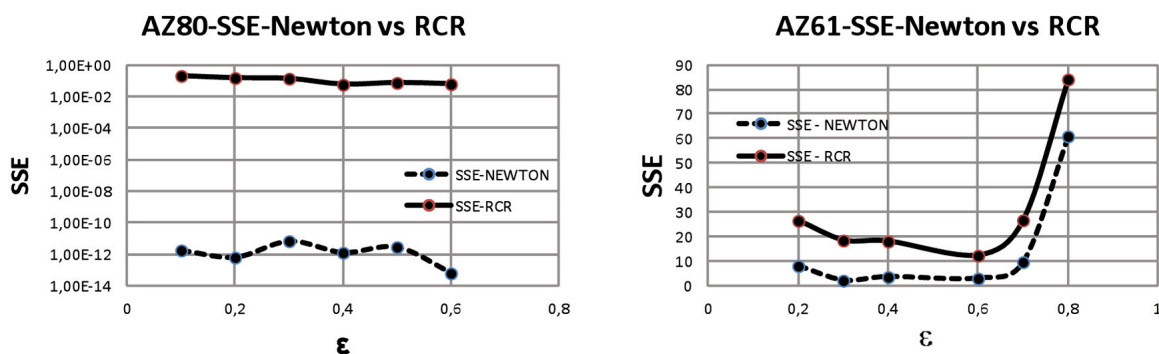 AZ80-SSE-Newton vs RCR
1,00E+00
1,00E-02
1,00E-04
1,00E-06
1,00E-08
1,00E-10
1,00E-12
1,00E-14
SSE
SSE-NEWTON
SSE-RCR
0
0,2
0,4
0,6
0,8
ε
AZ61-SSE-Newton vs RCR
90
80
70
60
50
40
30
20
10
0
SSE
SSE - NEWTON
SSE - RCR
0
0,2
0,4
0,6
0,8
1
ε